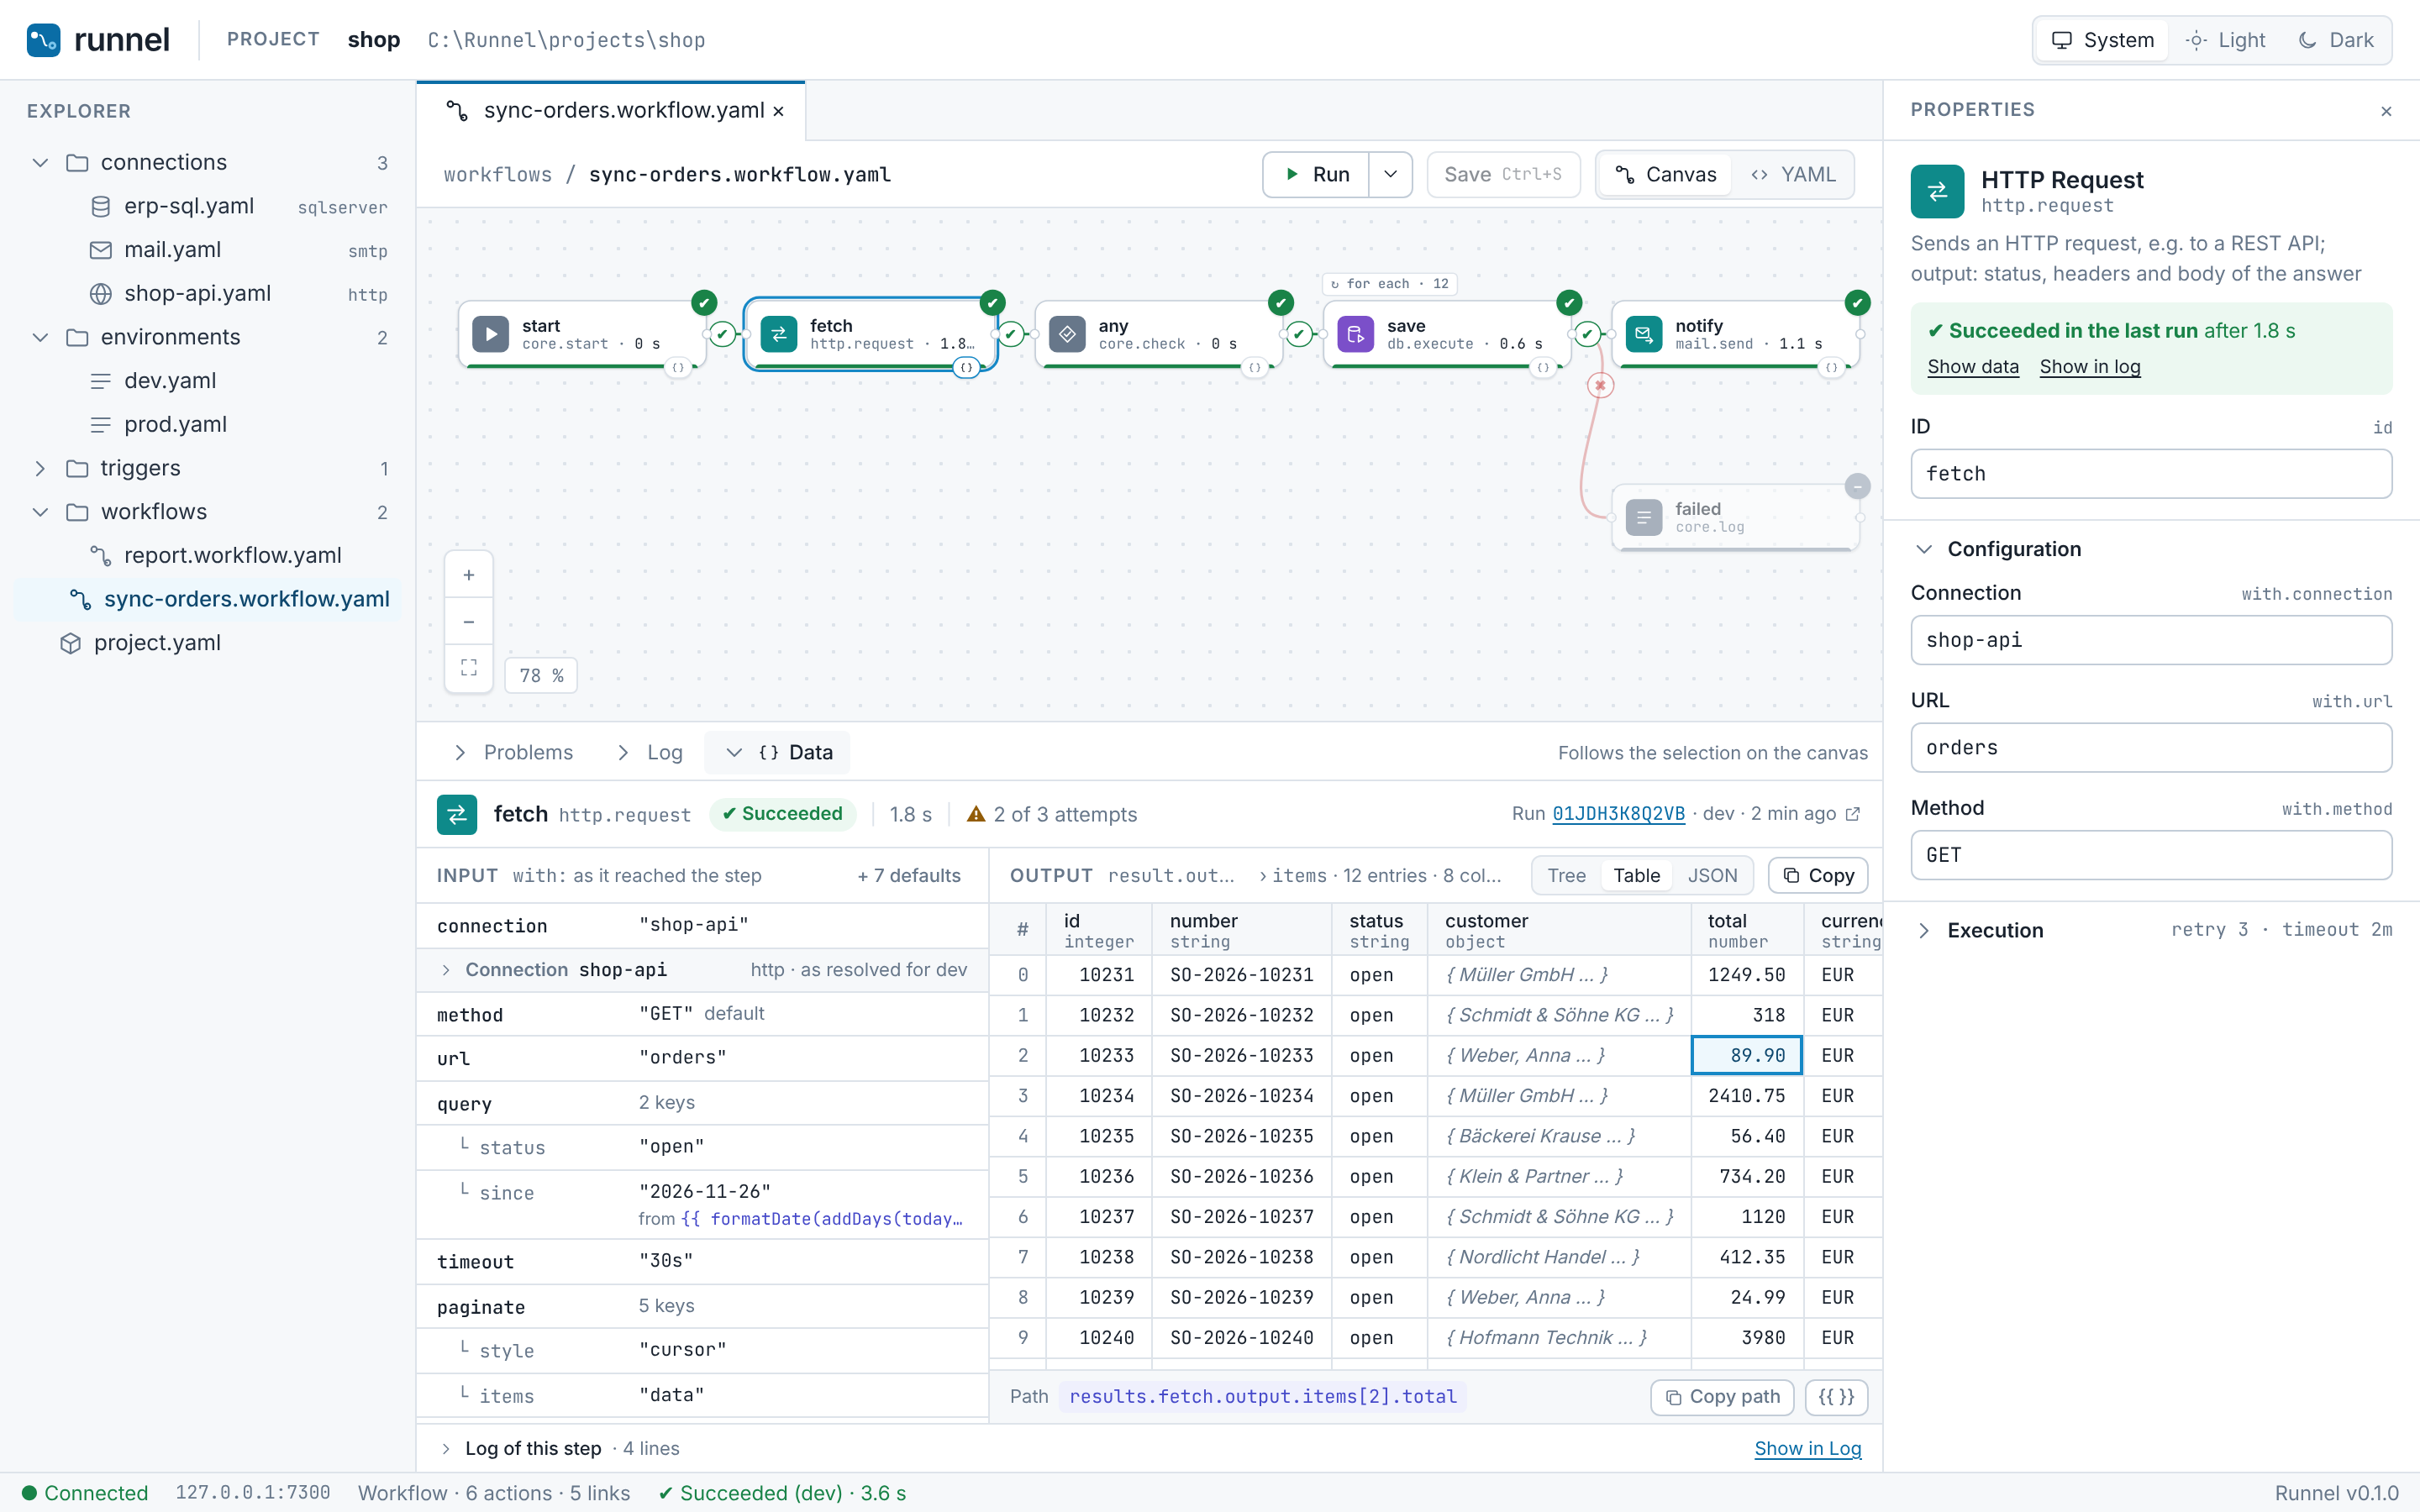 runnel PROJECT shop C:\Runnel\projects\shop System Light Dark
EXPLORER
connections 3
erp-sql.yaml sqlserver
mail.yaml smtp
shop-api.yaml http
environments 2
dev.yaml
prod.yaml
triggers 1
workflows 2
report.workflow.yaml
sync-orders.workflow.yaml
project.yaml
sync-orders.workflow.yaml ×
workflows / sync-orders.workflow.yaml Run Save Ctrl+S Canvas <> YAML
↻ for each · 12
start
core.start · 0 s
{}
fetch
http.request · 1.8…
{}
any
core.check · 0 s
{}
save
db.execute · 0.6 s
{}
notify
mail.send · 1.1 s
{}
failed
core.log
+
−
78 %
Problems Log {} Data Follows the selection on the canvas
fetch http.request ✔ Succeeded 1.8 s 2 of 3 attempts Run 01JDH3K8Q2VB · dev · 2 min ago
INPUT with: as it reached the step + 7 defaults
connection "shop-api"
Connection shop-api http · as resolved for dev
method "GET" default
url "orders"
query 2 keys
└ status "open"
└ since "2026-11-26"
from {{ formatDate(addDays(today…
timeout "30s"
paginate 5 keys
└ style "cursor"
└ items "data"
OUTPUT result.out… › items · 12 entries · 8 col… Tree Table JSON Copy
# id number status customer total currenc
integer string string object number string
0 10231 SO-2026-10231 open { Müller GmbH … } 1249.50 EUR
1 10232 SO-2026-10232 open { Schmidt & Söhne KG … } 318 EUR
2 10233 SO-2026-10233 open { Weber, Anna … } 89.90 EUR
3 10234 SO-2026-10234 open { Müller GmbH … } 2410.75 EUR
4 10235 SO-2026-10235 open { Bäckerei Krause … } 56.40 EUR
5 10236 SO-2026-10236 open { Klein & Partner … } 734.20 EUR
6 10237 SO-2026-10237 open { Schmidt & Söhne KG … } 1120 EUR
7 10238 SO-2026-10238 open { Nordlicht Handel … } 412.35 EUR
8 10239 SO-2026-10239 open { Weber, Anna … } 24.99 EUR
9 10240 SO-2026-10240 open { Hofmann Technik … } 3980 EUR
Path results.fetch.output.items[2].total Copy path {{ }}
Log of this step · 4 lines Show in Log
PROPERTIES ×
HTTP Request
http.request
Sends an HTTP request, e.g. to a REST API;
output: status, headers and body of the answer
✔ Succeeded in the last run after 1.8 s
Show data Show in log
ID id
fetch
Configuration
Connection with.connection
shop-api
URL with.url
orders
Method with.method
GET
Execution retry 3 · timeout 2m
Connected 127.0.0.1:7300 Workflow · 6 actions · 5 links ✔ Succeeded (dev) · 3.6 s Runnel v0.1.0